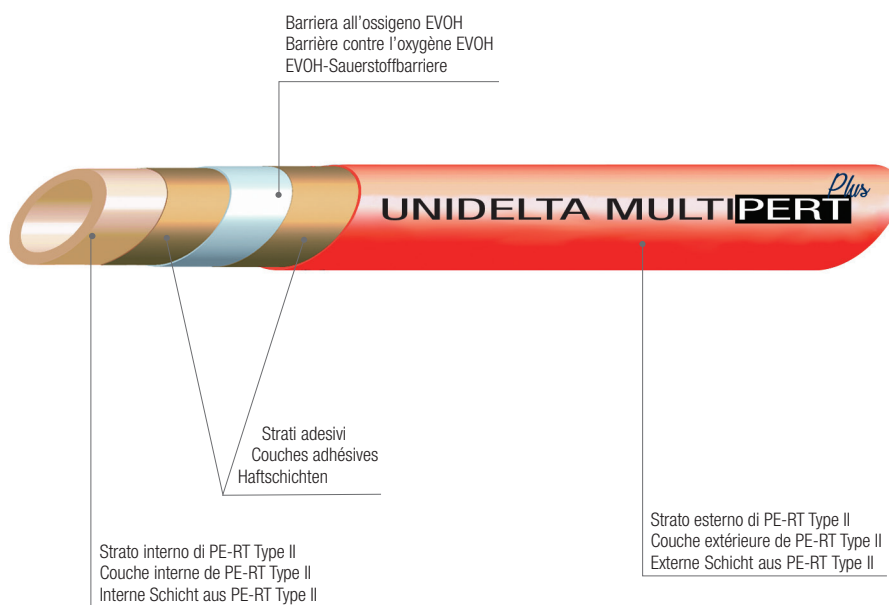 Barriera all'ossigeno EVOH
Barrière contre l'oxygène EVOH
EVOH-Sauerstoffbarriere
UNIDELTA MULTIPERT Plus
Strati adesivi
Couches adhésives
Haftschichten
Strato esterno di PE-RT Type II
Couche extérieure de PE-RT Type II
Externe Schicht aus PE-RT Type II
Strato interno di PE-RT Type II
Couche interne de PE-RT Type II
Interne Schicht aus PE-RT Type II